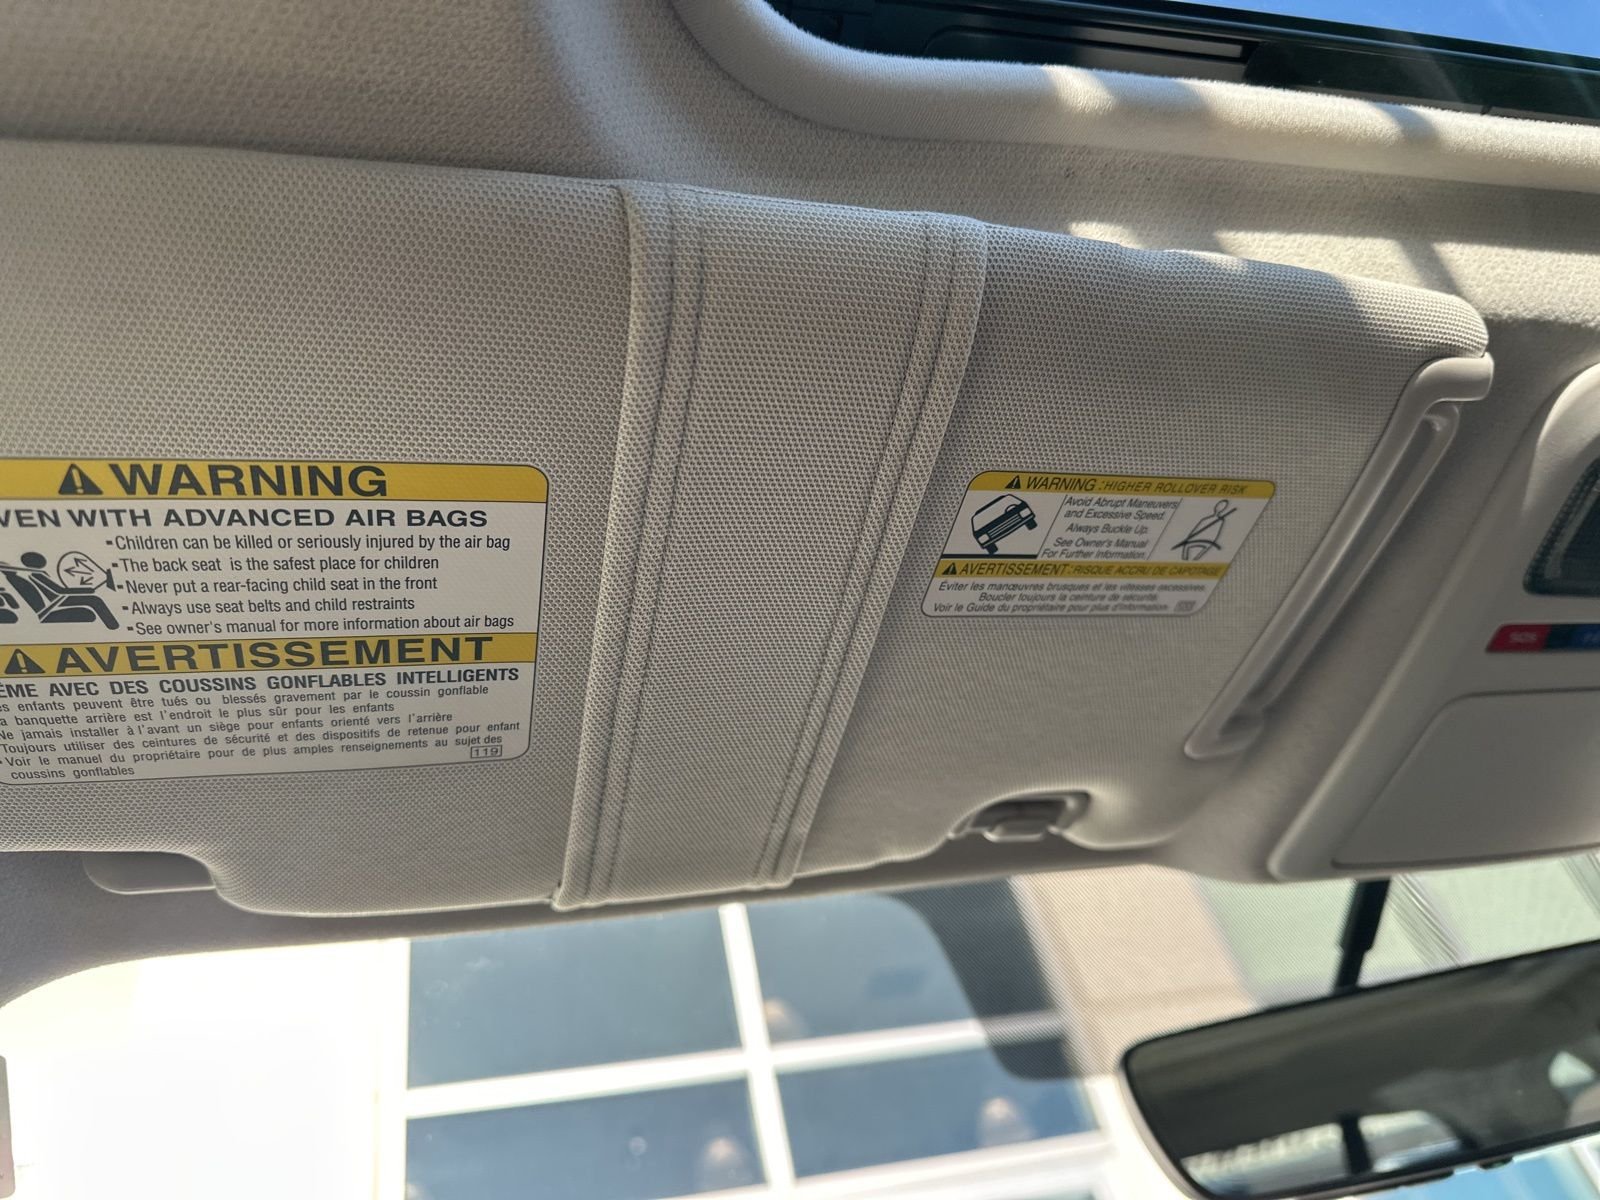 WARNING
VEN WITH ADVANCED AIR BAGS
•Children can be killed or seriously injured by the air bag
•The back seat is the safest place for children
•Never put a rear-facing child seat in the front
•Always use seat belts and child restraints
•See owner's manual for more information about air bags
AVERTISSEMENT
ÊME AVEC DES COUSSINS GONFLABLES INTELLIGENTS
es enfants peuvent être tués ou blessés gravement par le coussin gonflable
a banquette arrière est l'endroit le plus sûr pour les enfants
Ne jamais installer à l'avant un siège pour enfants orienté vers l'arrière
Toujours utiliser des ceintures de sécurité et des dispositifs de retenue pour enfant
•Voir le manuel du propriétaire pour de plus amples renseignements au sujet des
coussins gonflables
119
WARNING :HIGHER ROLLOVER RISK
Avoid Abrupt Maneuvers
and Excessive Speed.
Always Buckle Up.
See Owner's Manual
For Further Information.
AVERTISSEMENT :RISQUE ACCRU DE CAPOTAGE
Éviter les manœuvres brusques et les vitesses excessives.
Boucler toujours la ceinture de sécurité.
Voir le Guide du propriétaire pour plus d'information.
SOS